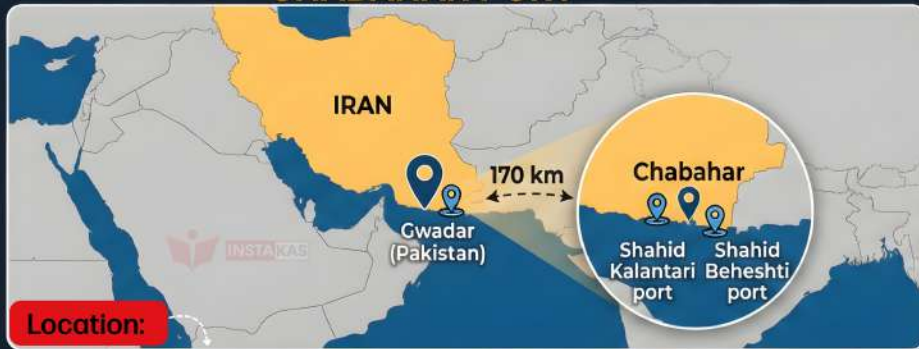 IRAN
170 km
Chabahar
Gwadar
(Pakistan)
Shahid
Kalantari
port
Shahid
Beheshti
port
INSTAKAS
Location: